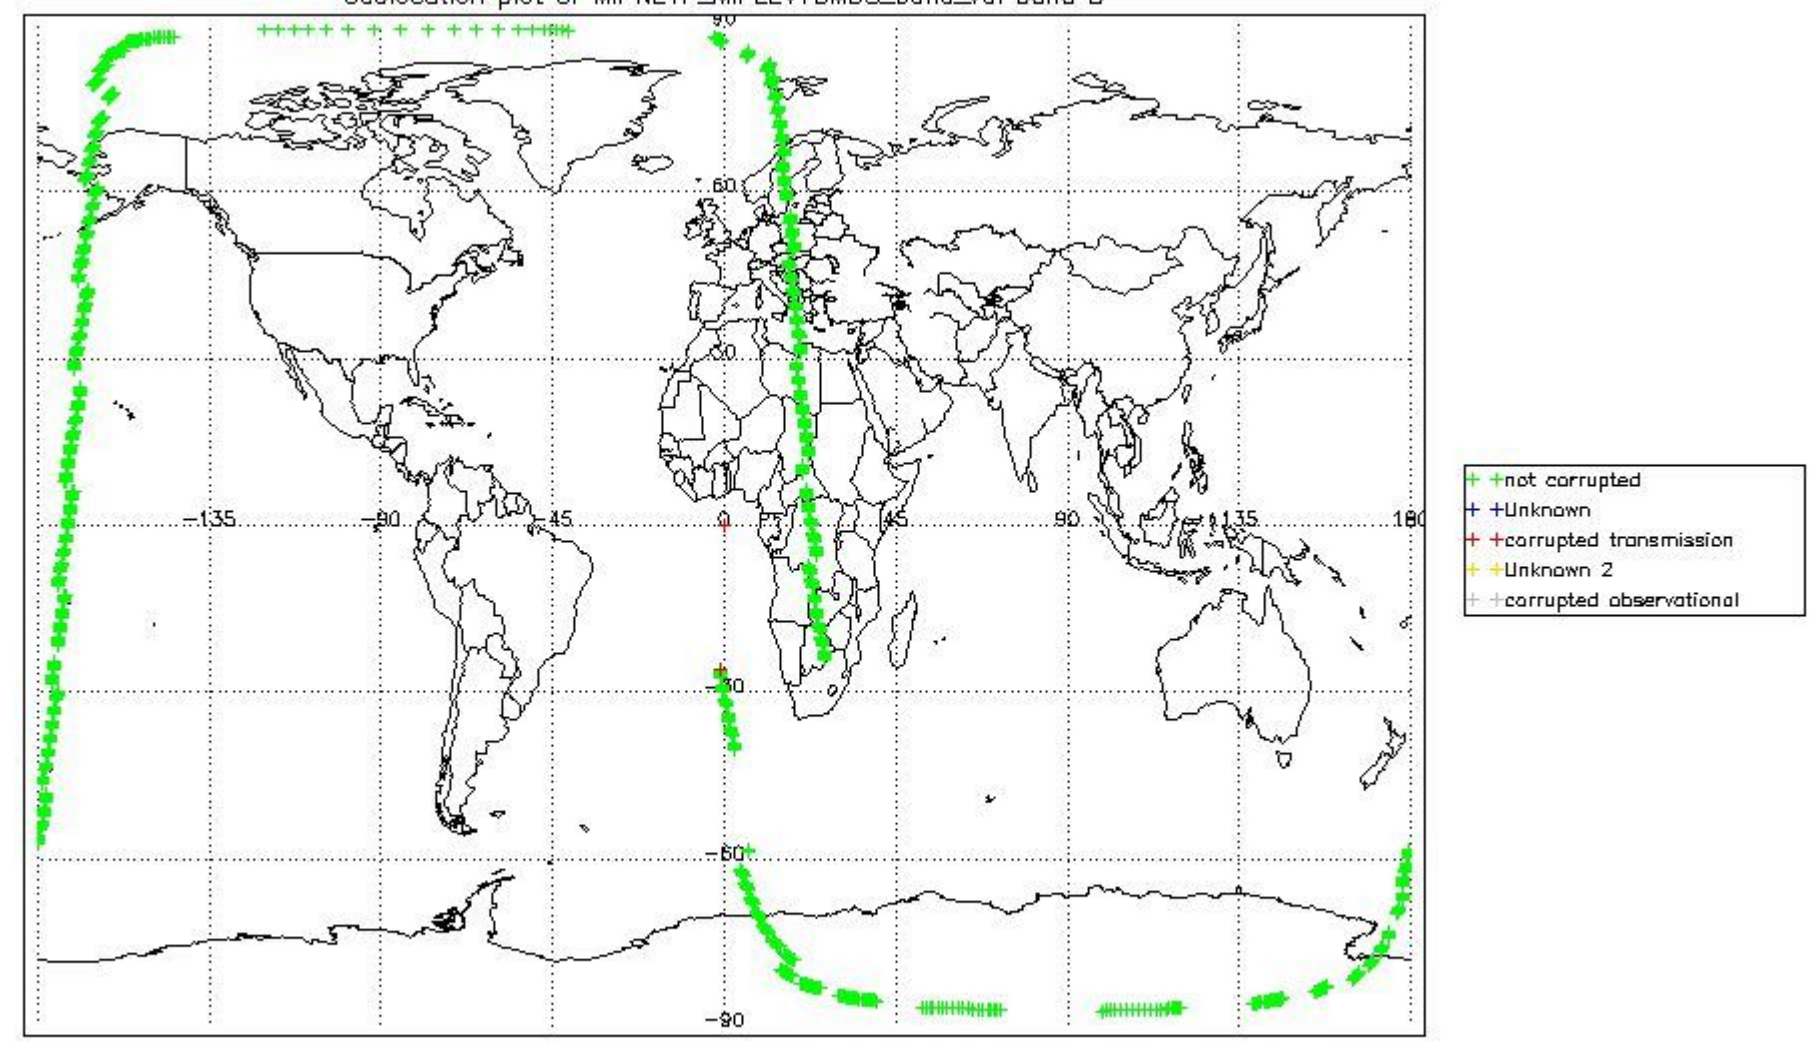 90
60
30
-135
-90
-45
0
45
90
135
180
-30
-60
-90
not corrupted
Unknown
corrupted transmission
Unknown 2
corrupted observational